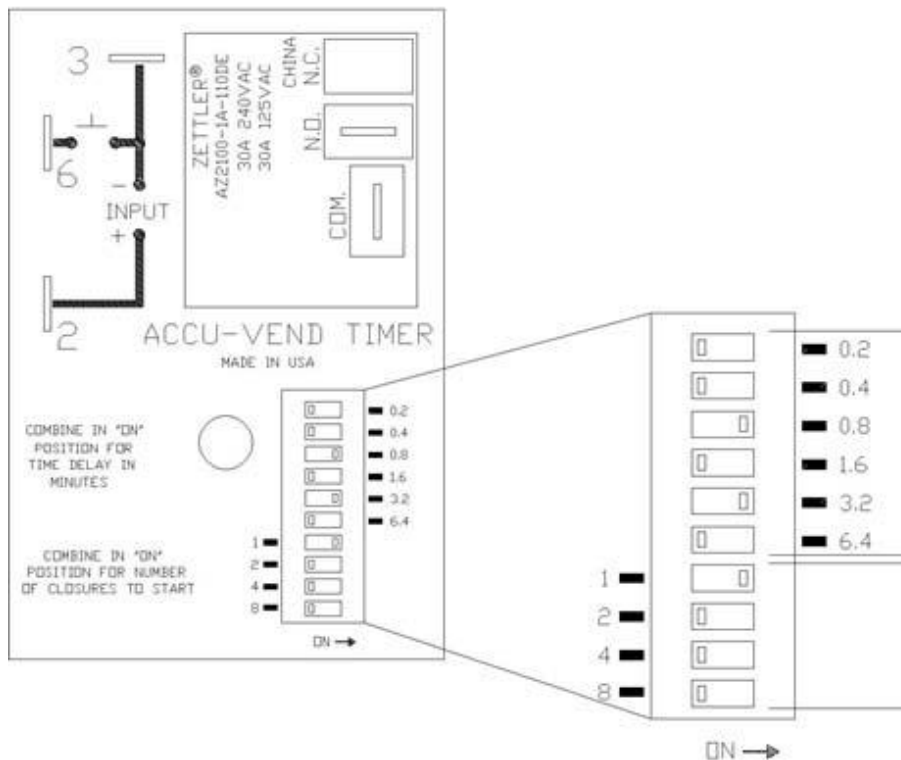 3
6
-
INPUT
+
2
ZETTLER®
AZ2100-1A-110DE
30A 240VAC
30A 125VAC
CHINA
N.C.
N.O.
COM.
ACCU-VEND TIMER
MADE IN USA
COMBINE IN "ON"
POSITION FOR
TIME DELAY IN
MINUTES
0.2
0.4
0.8
1.6
3.2
6.4
COMBINE IN "ON"
POSITION FOR NUMBER
OF CLOSURES TO START
1
2
4
8
ON
0.2
0.4
0.8
1.6
3.2
6.4
1
2
4
8
ON